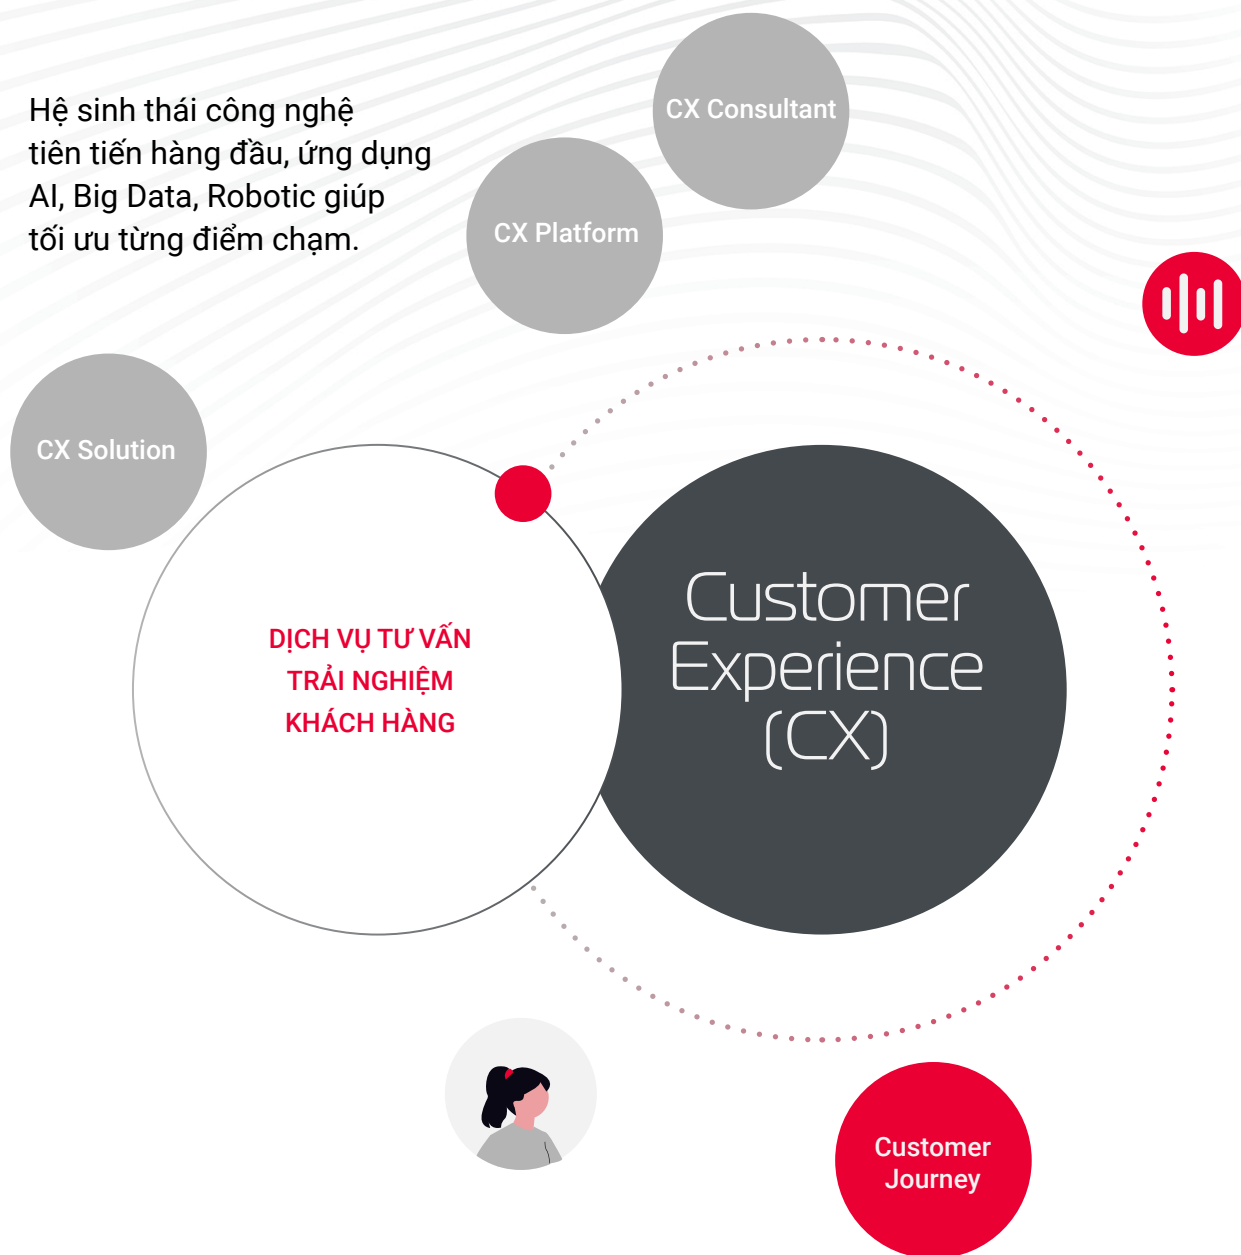 Hệ sinh thái công nghệ
tiên tiến hàng đầu, ứng dụng
AI, Big Data, Robotic giúp
tối ưu từng điểm chạm.
CX Consultant
CX Platform
CX Solution
DỊCH VỤ TƯ VẤN
TRẢI NGHIỆM
KHÁCH HÀNG
Customer
Experience
(CX)
Customer
Journey